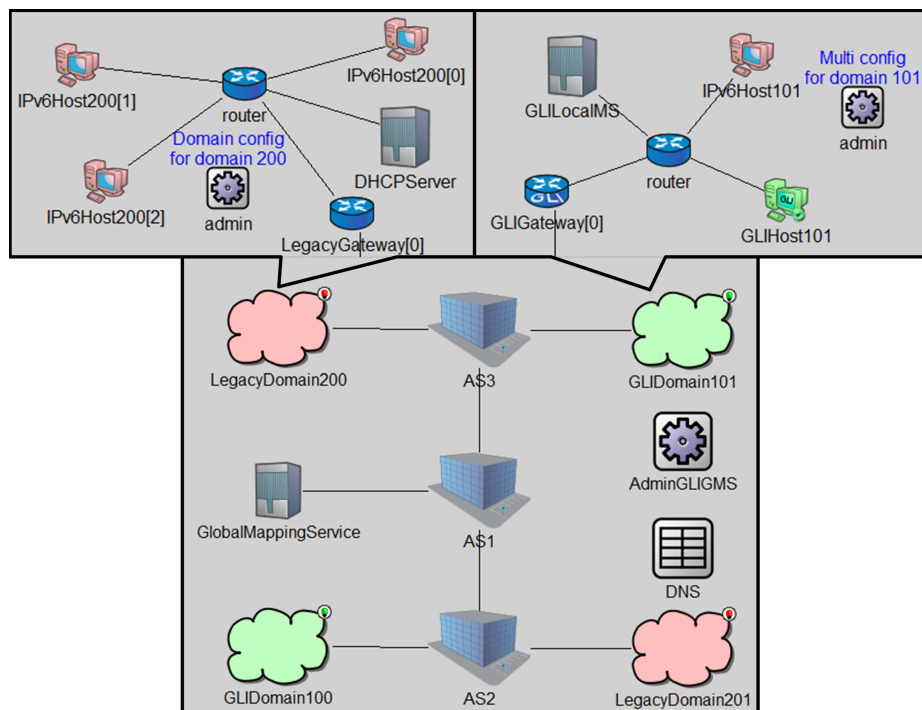 IPv6Host200[0]
IPv6Host200[1]
router
Domain config
for domain 200
DHCPServer
IPv6Host200[2]
admin
LegacyGateway[0]
GLILocalMS
IPv6Host101
Multi config
for domain 101
admin
router
GLI
GLIGateway[0]
GLI
GLIHost101
LegacyDomain200
AS3
GLIDomain101
AdminGLIGMS
GlobalMappingService
AS1
DNS
GLIDomain100
AS2
LegacyDomain201